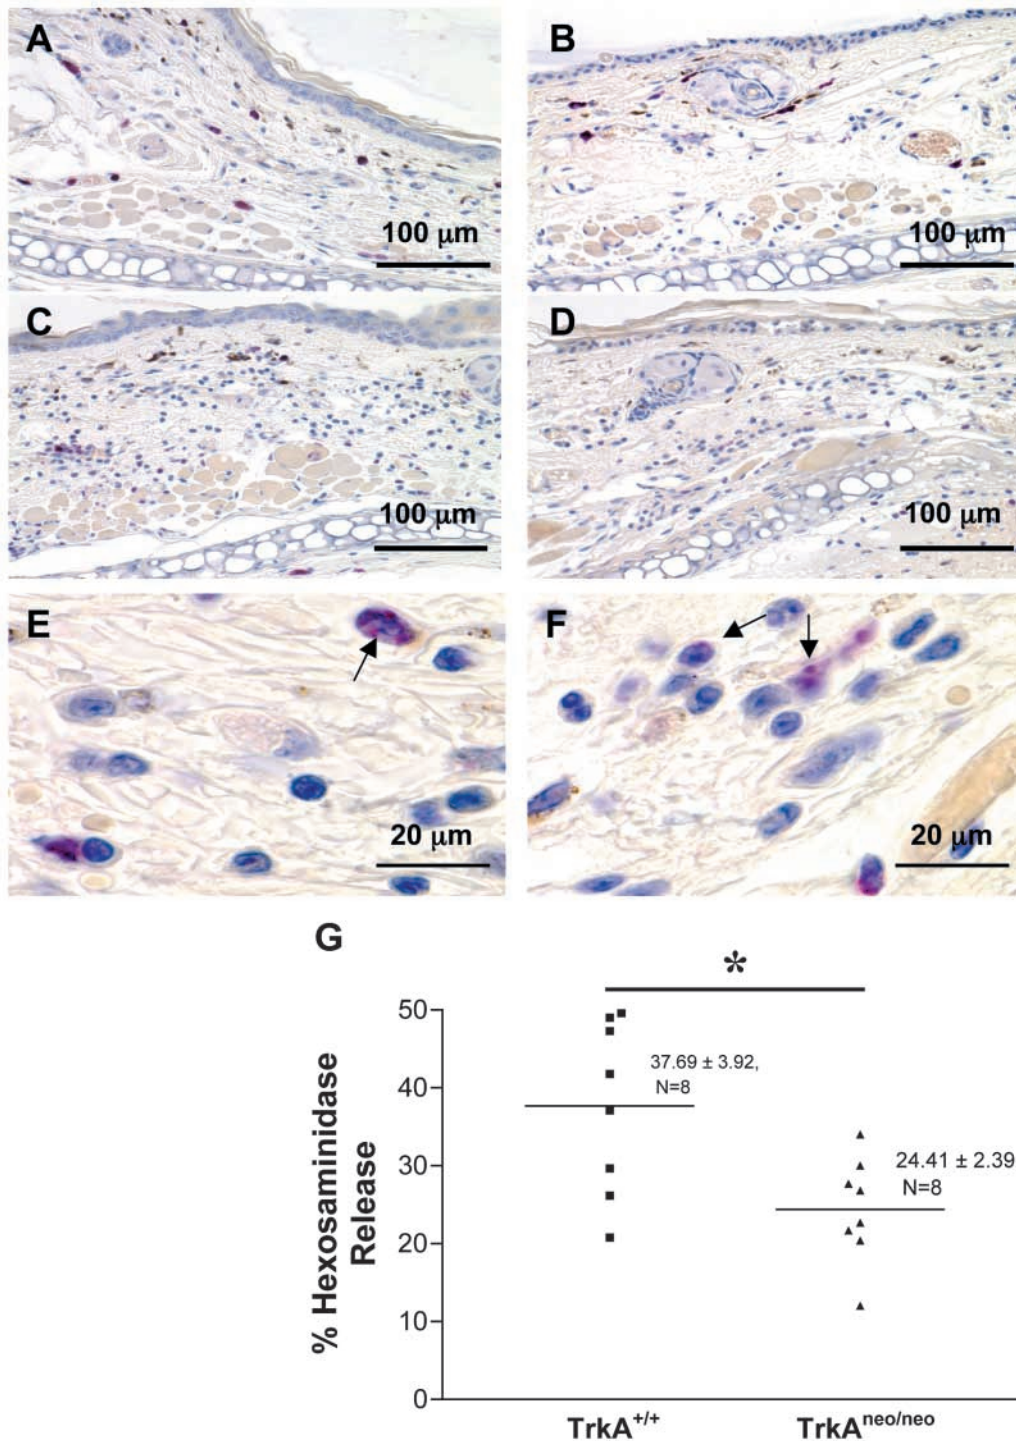 A
B
100 μm
100 μm
C
D
100 μm
100 μm
E
F
20 μm
20 μm
G
*
% Hexosaminidase
Release
50
40
30
20
10
0
37.69 ± 3.92,
N=8
24.41 ± 2.39
N=8
TrkA+/+
TrkAneo/neo